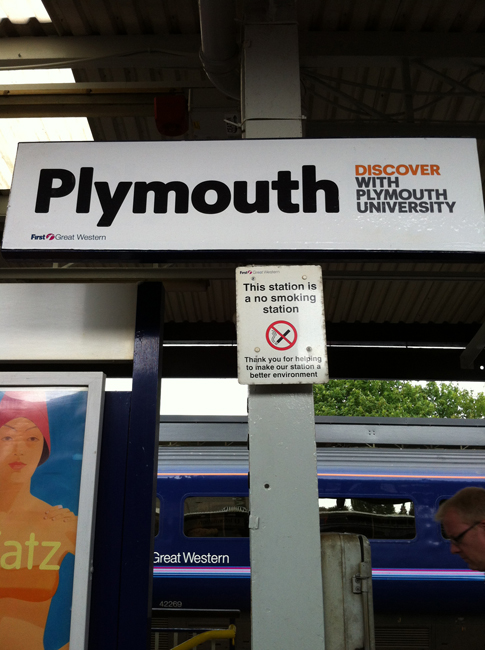 Plymouth
DISCOVER
WITH
PLYMOUTH
UNIVERSITY
First Great Western
First Great Western
This station is
a no smoking
station
Thank you for helping
to make our station a
better environment
atz
Great Western
42269